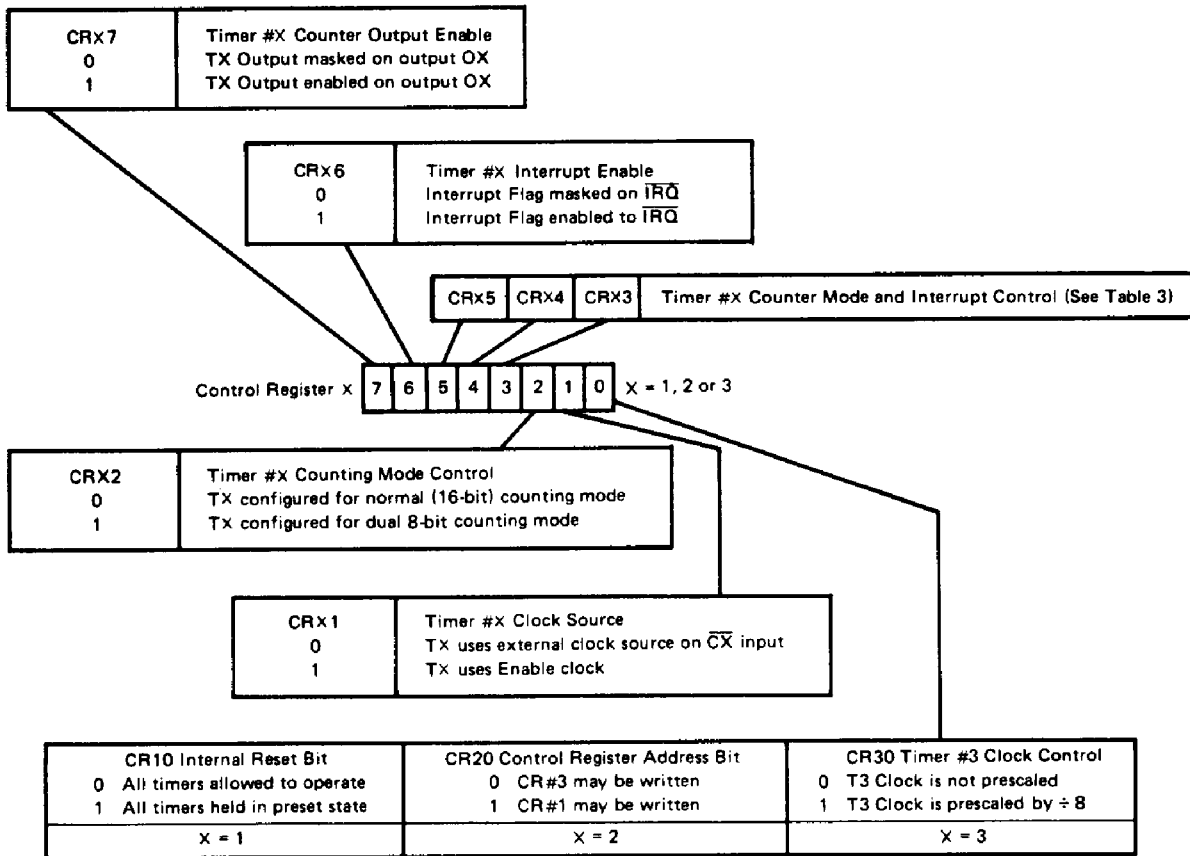 CRX7 Timer #X Counter Output Enable
0 TX Output masked on output OX
1 TX Output enabled on output OX
CRX6 Timer #X Interrupt Enable
0 Interrupt Flag masked on I̅R̅Q̅
1 Interrupt Flag enabled to I̅R̅Q̅
CRX5 CRX4 CRX3 Timer #X Counter Mode and Interrupt Control (See Table 3)
Control Register X 7 6 5 4 3 2 1 0 X = 1, 2 or 3
CRX2 Timer #X Counting Mode Control
0 TX configured for normal (16-bit) counting mode
1 TX configured for dual 8-bit counting mode
CRX1 Timer #X Clock Source
0 TX uses external clock source on C̅X̅ input
1 TX uses Enable clock
CR10 Internal Reset Bit CR20 Control Register Address Bit CR30 Timer #3 Clock Control
0 All timers allowed to operate 0 CR#3 may be written 0 T3 Clock is not prescaled
1 All timers held in preset state 1 CR#1 may be written 1 T3 Clock is prescaled by ÷ 8
X = 1 X = 2 X = 3